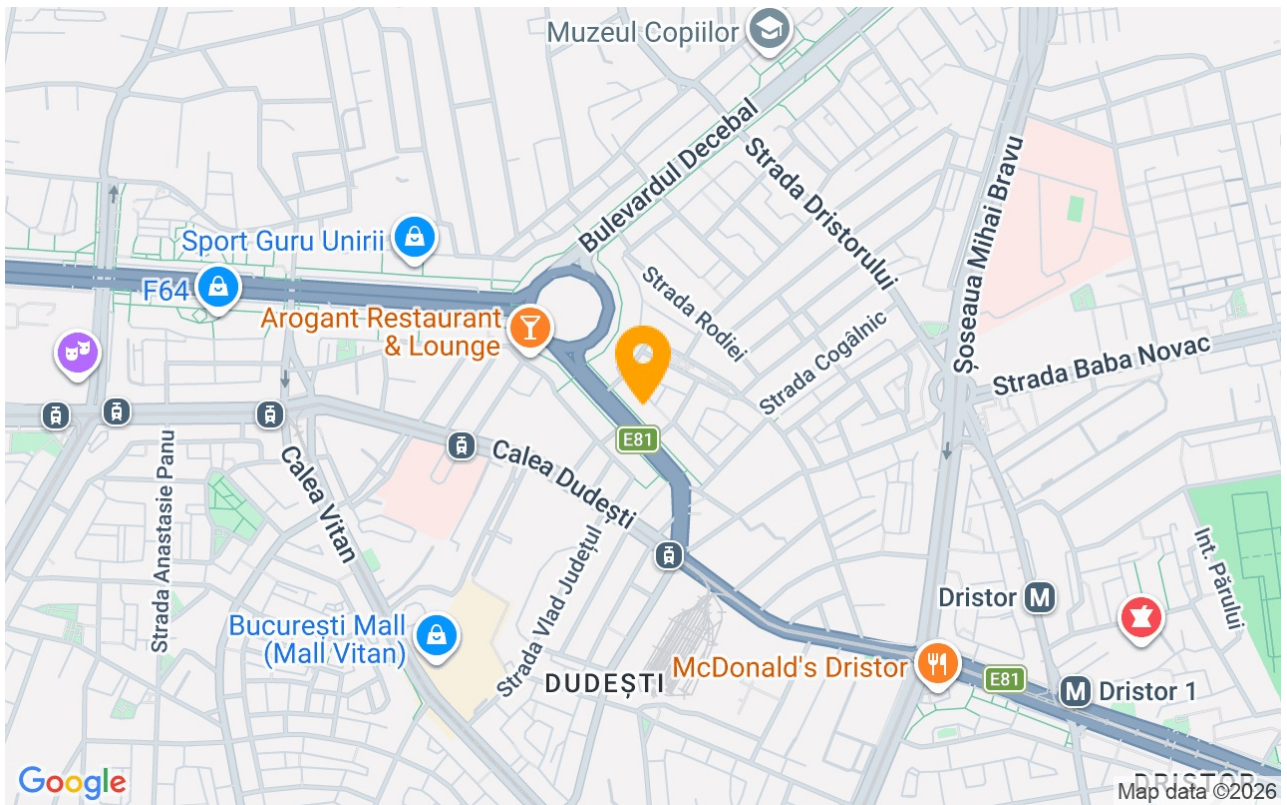 Muzeul Copiilor
Bulevardul Decebal
Strada Dristorului
Șoseaua Mihai Bravu
Sport Guru Unirii
F64
Strada Rodiei
Arogant Restaurant
& Lounge
Strada Cogâlnic
Strada Baba Novac
E81
Strada Anastasie Panu
Calea Vitan
Calea Dudești
Int. Părului
Strada Vlad Județul
Dristor M
București Mall
(Mall Vitan)
McDonald's Dristor
DUDEȘTI
E81
M Dristor 1
DRISTOR
Google
Map data ©2026